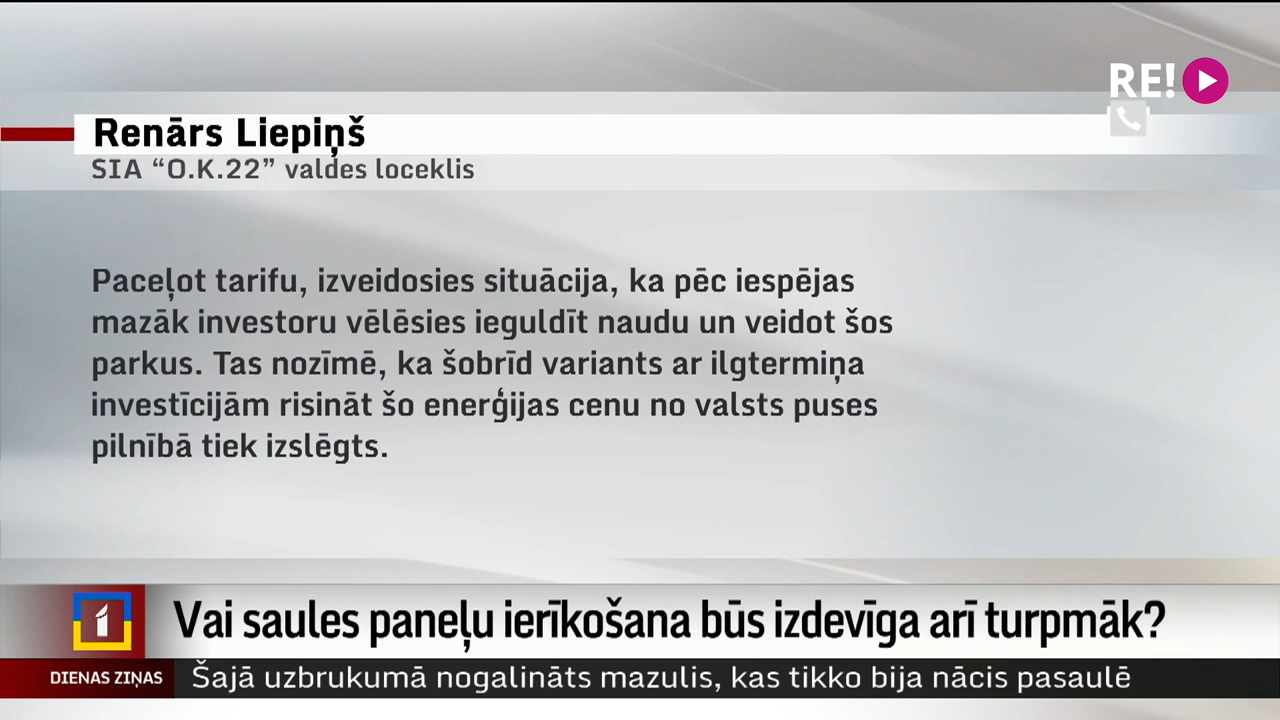 RE!
Renārs Liepiņš
SIA “O.K.22” valdes loceklis
Paceļot tarifu, izveidosies situācija, ka pēc iespējas
mazāk investoru vēlēsies ieguldīt naudu un veidot šos
parkus. Tas nozīmē, ka šobrīd variants ar ilgtermiņa
investīcijām risināt šo enerģijas cenu no valsts puses
pilnībā tiek izslēgts.
1
Vai saules paneļu ierīkošana būs izdevīga arī turpmāk?
DIENAS ZIŅAS
Šajā uzbrukumā nogalināts mazulis, kas tikko bija nācis pasaulē